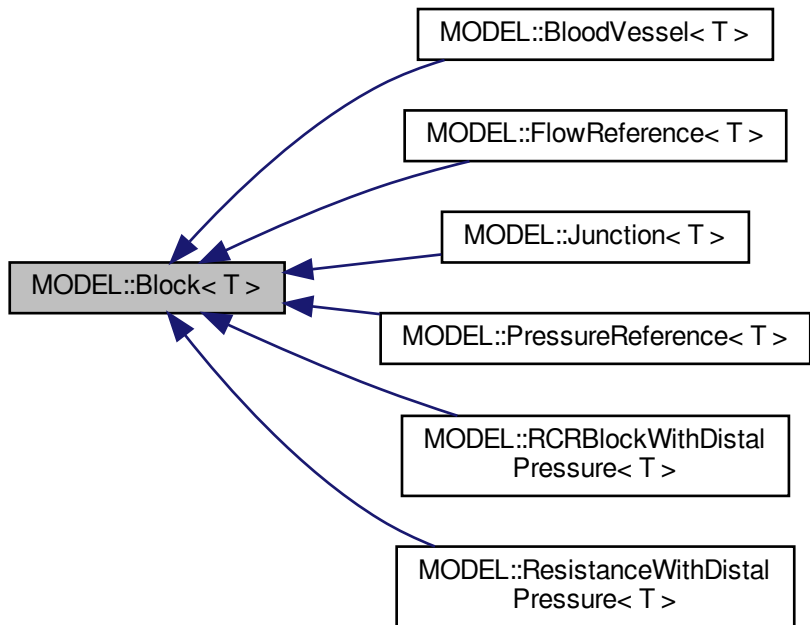 MODEL::BloodVessel< T >
MODEL::FlowReference< T >
MODEL::Junction< T >
MODEL::Block< T >
MODEL::PressureReference< T >
MODEL::RCRBlockWithDistal
Pressure< T >
MODEL::ResistanceWithDistal
Pressure< T >